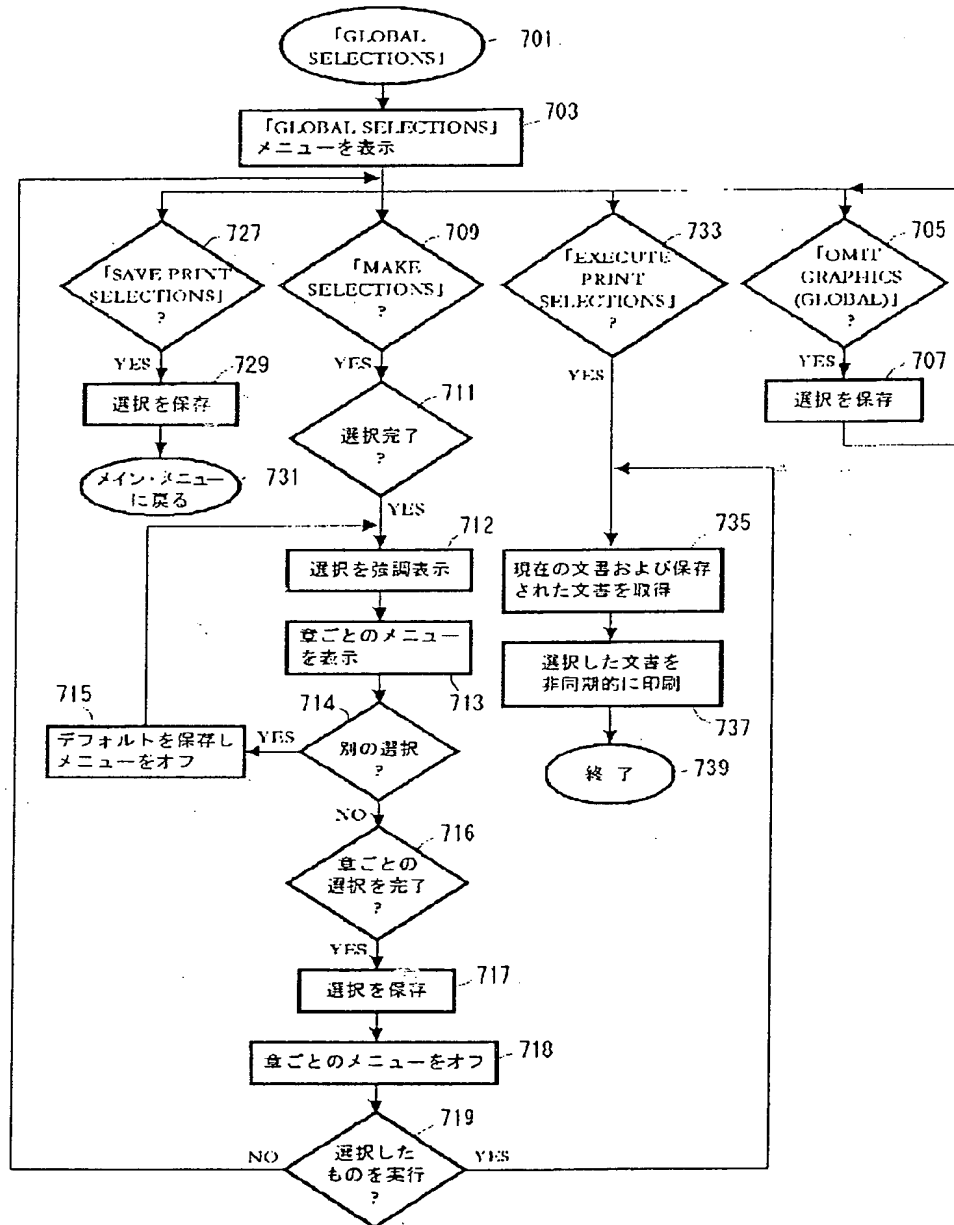 「GLOBAL
SELECTIONS」
701
「GLOBAL SELECTIONS」
メニューを表示
703
727
「SAVE PRINT
SELECTIONS」
?
YES
709
「MAKE
SELECTIONS」
?
YES
733
「EXECUTE
PRINT
SELECTIONS」
?
YES
705
「OMIT
GRAPHICS
(GLOBAL)」
?
YES
729
選択を保存
731
メイン・メニュー
に戻る
711
選択完了
?
YES
707
選択を保存
712
選択を強調表示
章ごとのメニュー
を表示
713
714
別の選択
?
YES
715
デフォルトを保存し
メニューをオフ
NO
735
現在の文書および保存
された文書を取得
選択した文書を
非同期的に印刷
737
終 了
739
716
章ごとの
選択を完了
?
YES
選択を保存
717
章ごとのメニューをオフ
718
719
選択した
ものを実行
?
NO
YES